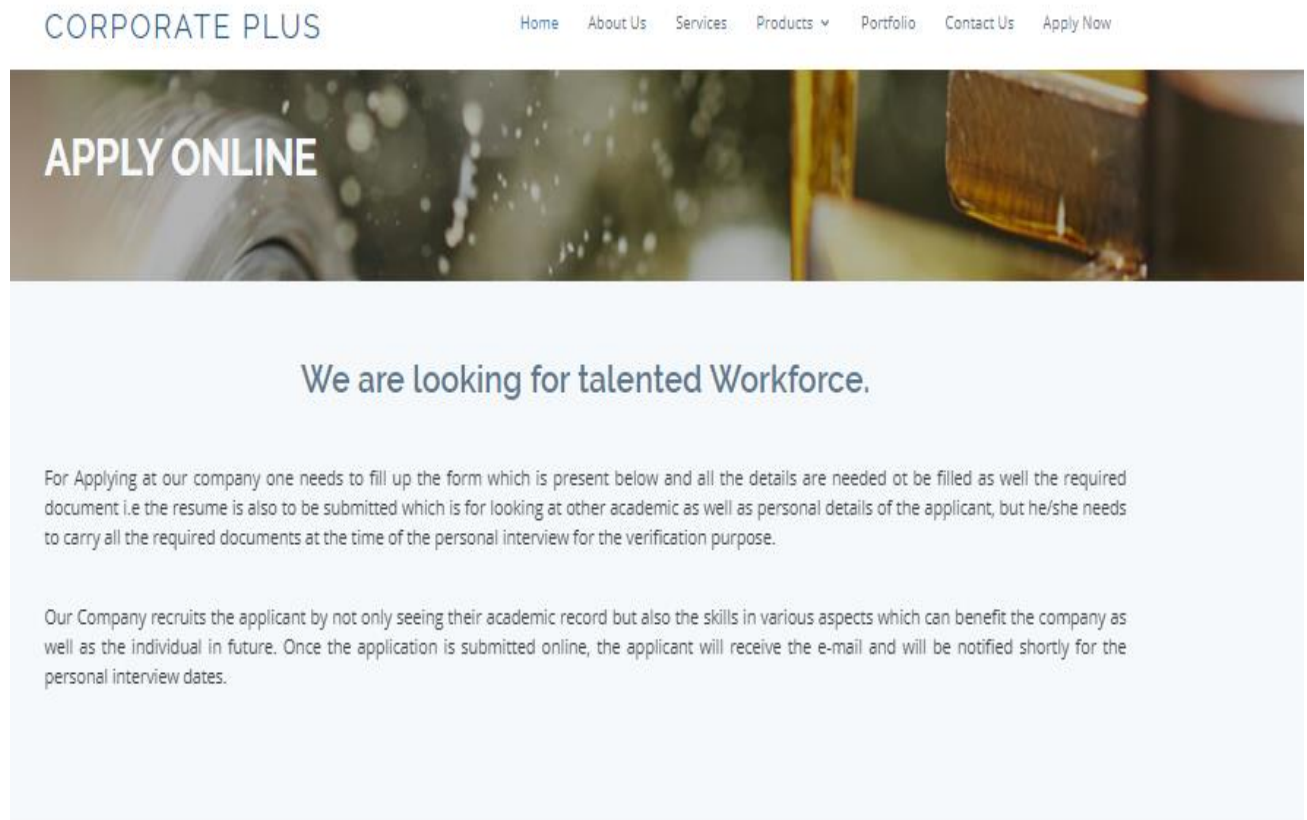 CORPORATE PLUS
Home About Us Services Products Portfolio Contact Us Apply Now
APPLY ONLINE
We are looking for talented Workforce.
For Applying at our company one needs to fill up the form which is present below and all the details are needed ot be filled as well the required
document i.e the resume is also to be submitted which is for looking at other academic as well as personal details of the applicant, but he/she needs
to carry all the required documents at the time of the personal interview for the verification purpose.
Our Company recruits the applicant by not only seeing their academic record but also the skills in various aspects which can benefit the company as
well as the individual in future. Once the application is submitted online, the applicant will receive the e-mail and will be notified shortly for the
personal interview dates.